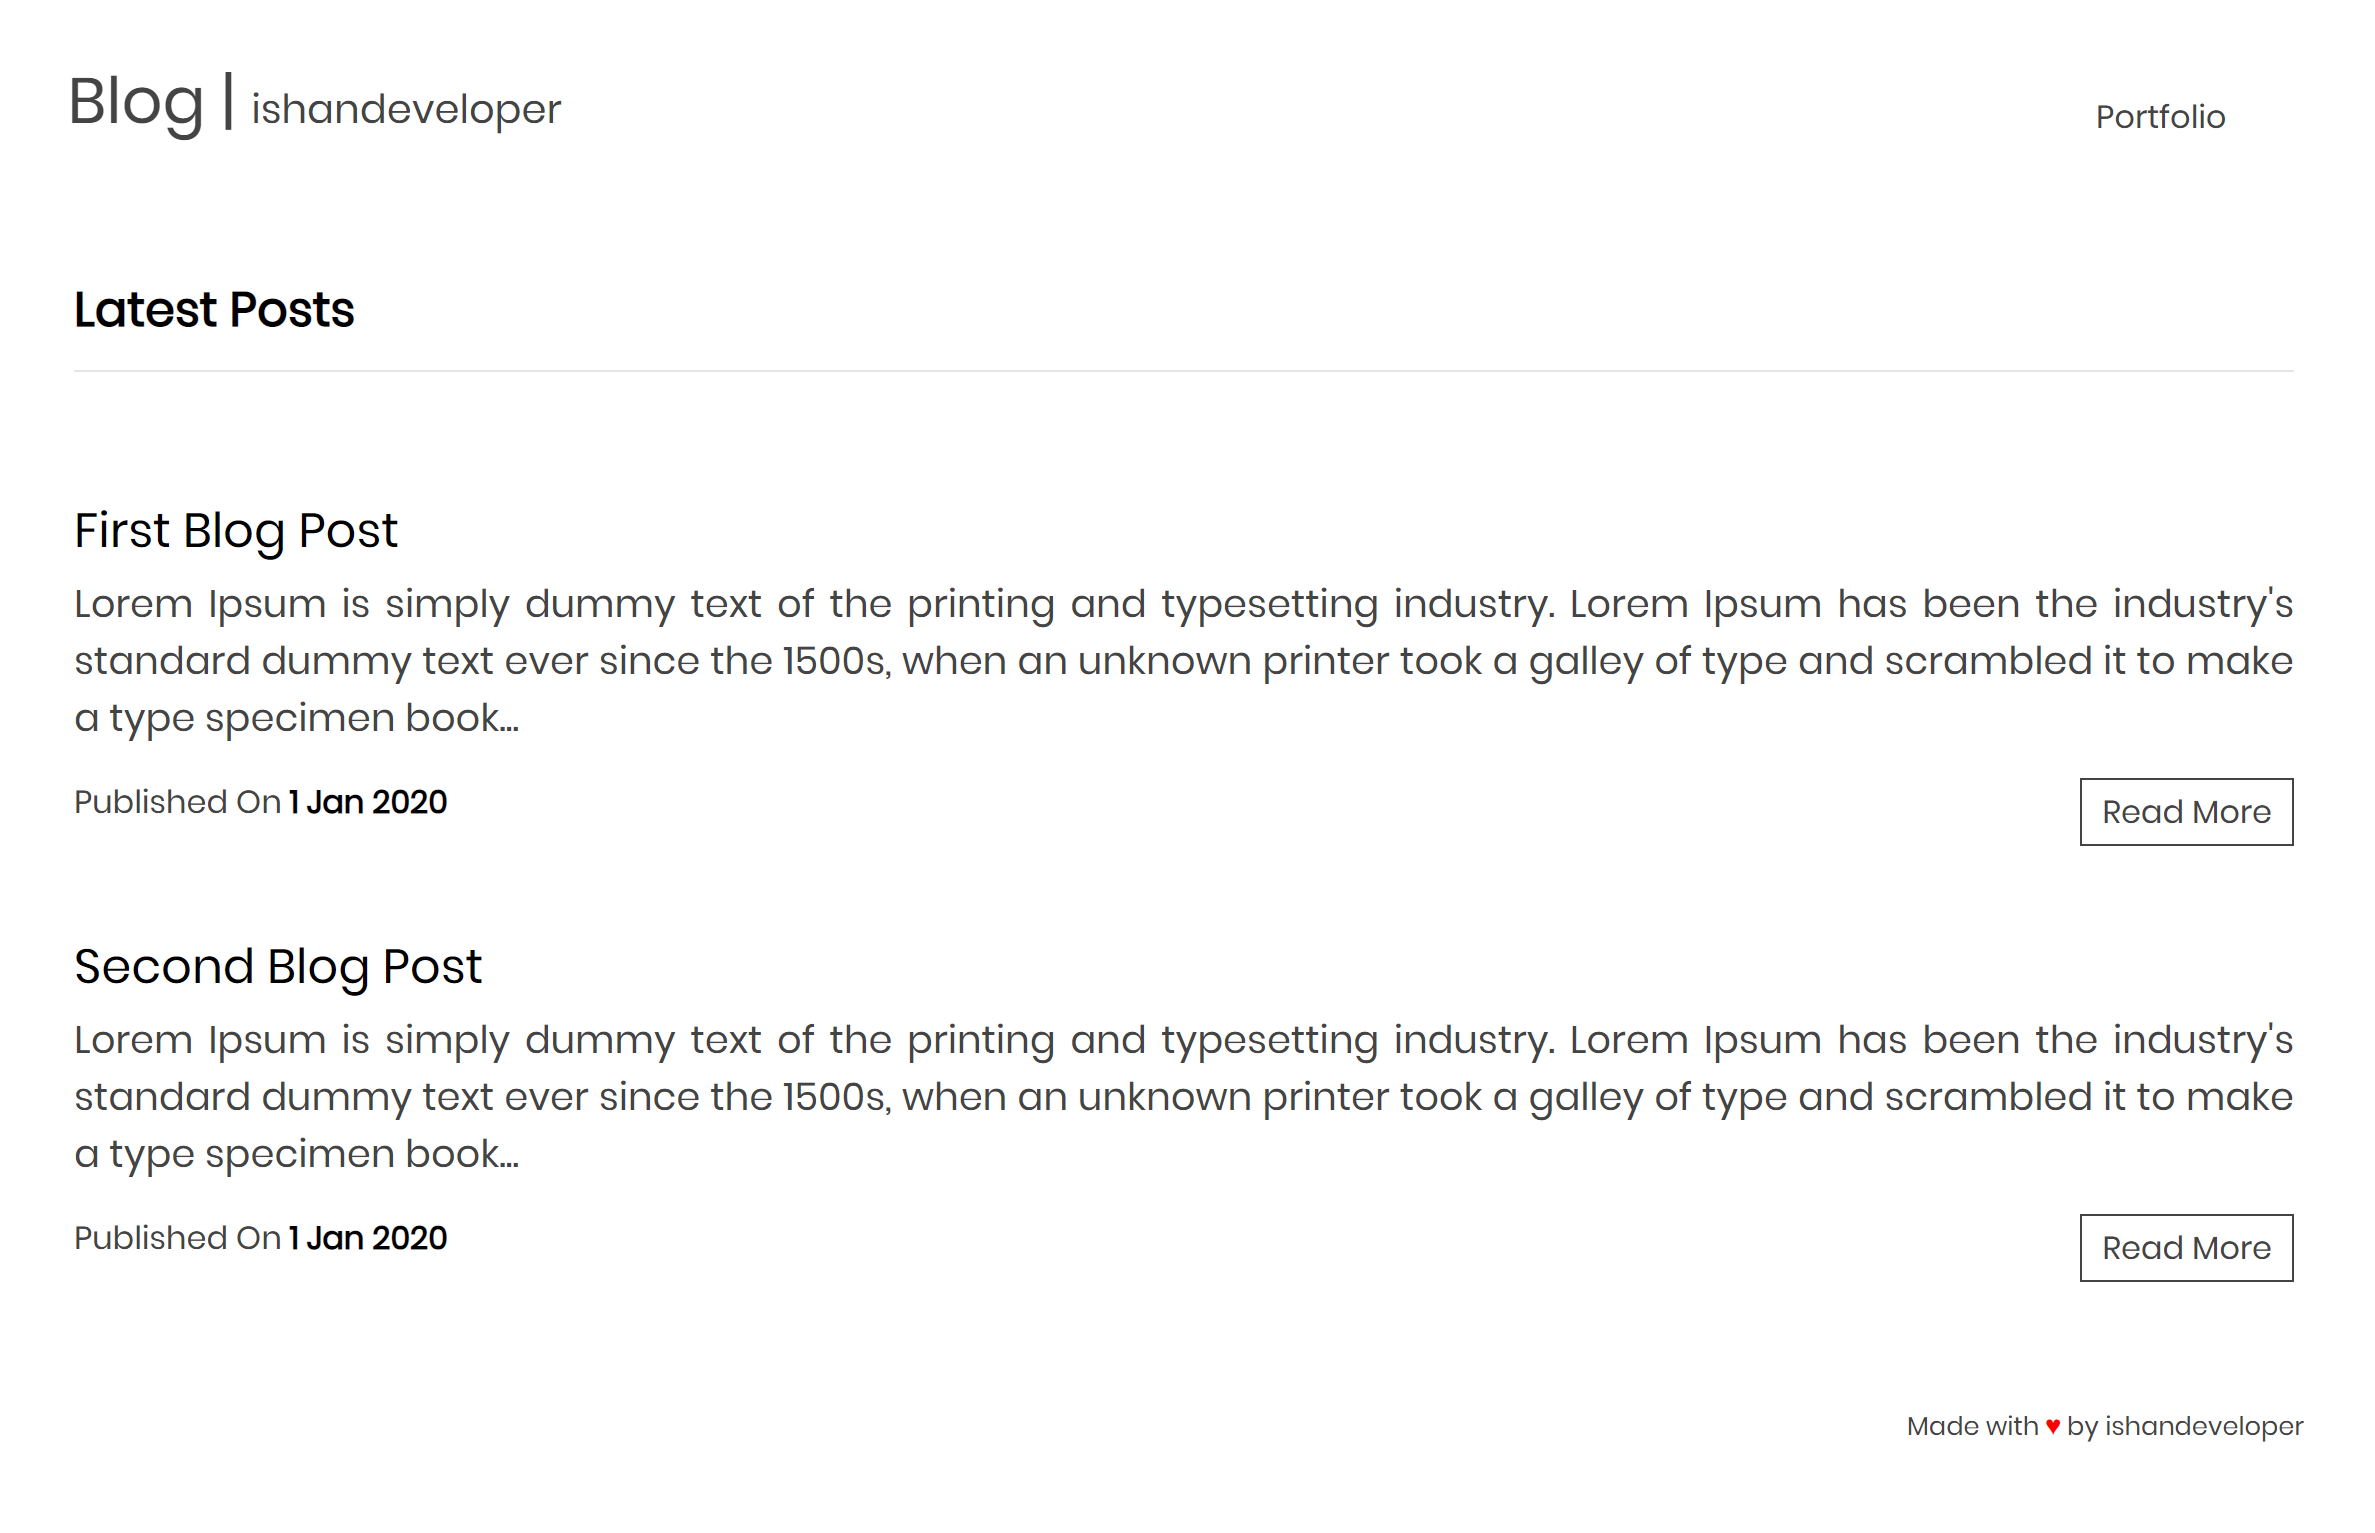 Blog | ishandeveloper
Portfolio
Latest Posts
First Blog Post
Lorem Ipsum is simply dummy text of the printing and typesetting industry. Lorem Ipsum has been the industry's
standard dummy text ever since the 1500s, when an unknown printer took a galley of type and scrambled it to make
a type specimen book...
Published On 1 Jan 2020
Read More
Second Blog Post
Lorem Ipsum is simply dummy text of the printing and typesetting industry. Lorem Ipsum has been the industry's
standard dummy text ever since the 1500s, when an unknown printer took a galley of type and scrambled it to make
a type specimen book...
Published On 1 Jan 2020
Read More
Made with ♥ by ishandeveloper